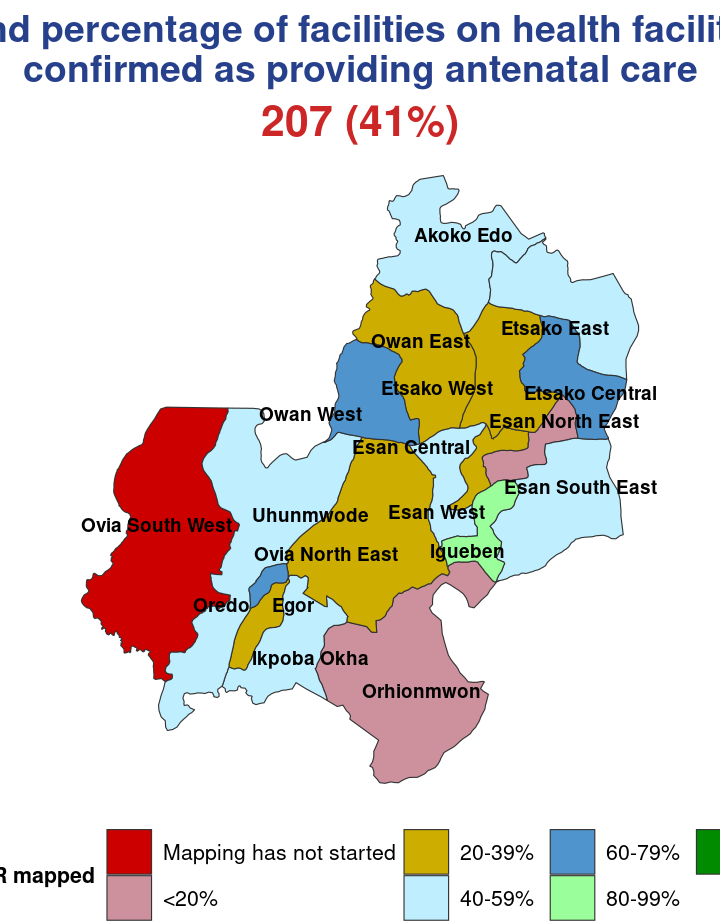 nd percentage of facilities on health facilit
confirmed as providing antenatal care
207 (41%)
Akoko Edo
Etsako East
Owan East
Etsako West
Etsako Central
Owan West
Esan North East
Esan Central
Esan South East
Esan West
Uhunmwode
Ovia South West
Ovia North East
Igueben
Oredo
Egor
Ikpoba Okha
Orhionmwon
R mapped
Mapping has not started
<20%
20-39%
40-59%
60-79%
80-99%